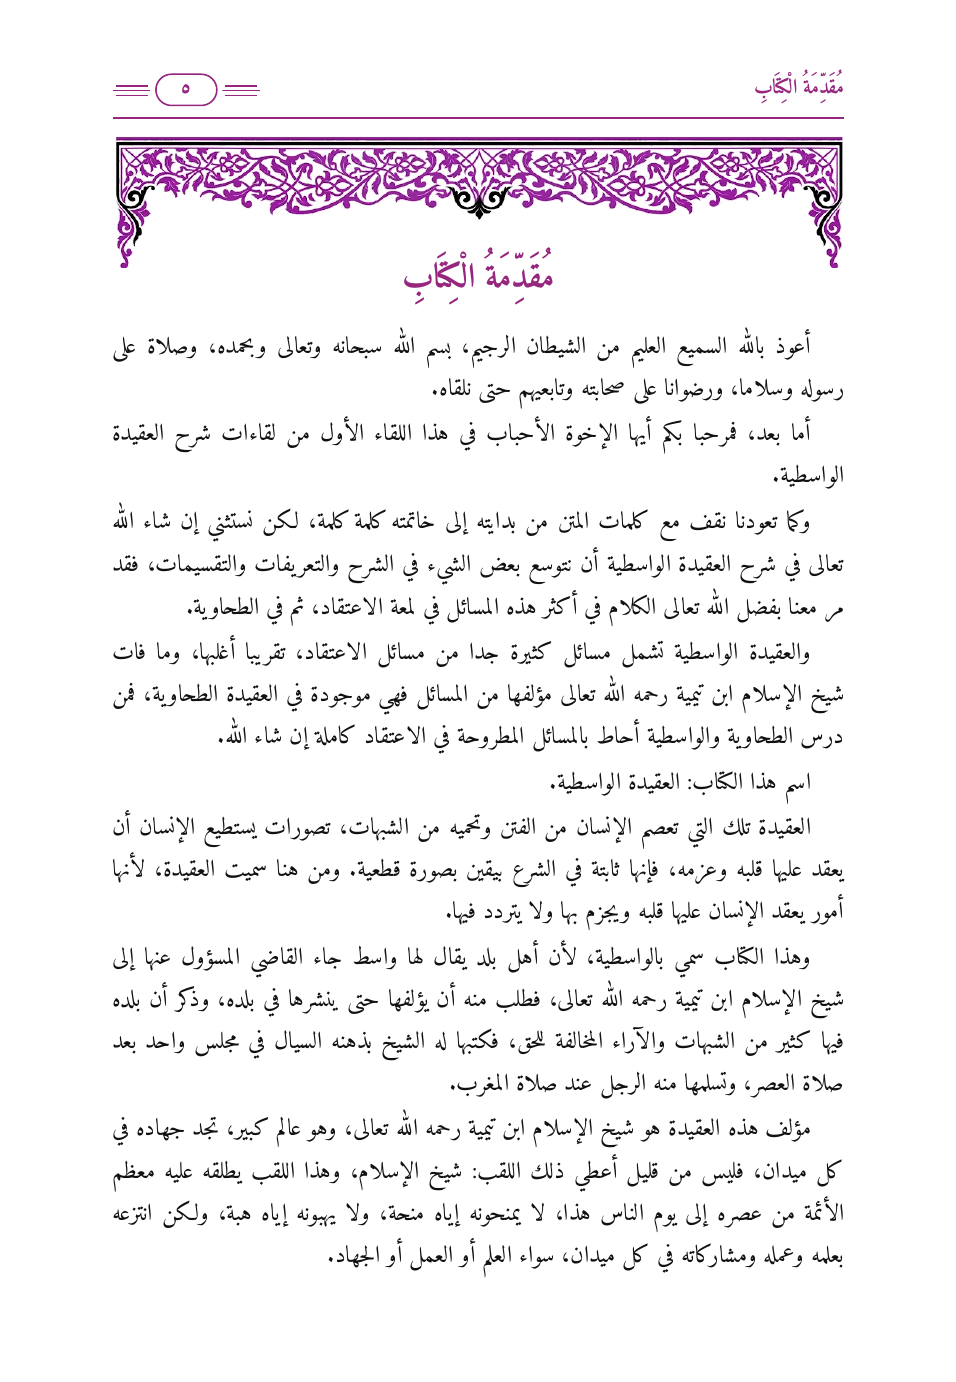 مُقَدِّمَةُ الْكِتَابِ
٥
مُقَدِّمَةُ الْكِتَابِ
أعوذ بالله السميع العليم من الشيطان الرجيم، بسم الله سبحانه وتعالى وبحمده، وصلاة على
رسوله وسلاما، ورضوانا على صحابته وتابعيهم حتى نلقاه.
أما بعد، فمرحبا بكم أيها الإخوة الأحباب في هذا اللقاء الأول من لقاءات شرح العقيدة
الواسطية.
وكما تعودنا نقف مع كلمات المتن من بدايته إلى خاتمته كلمة كلمة، لكن نستثني إن شاء الله
تعالى في شرح العقيدة الواسطية أن نتوسع بعض الشيء في الشرح والتعريفات والتقسيمات، فقد
مر معنا بفضل الله تعالى الكلام في أكثر هذه المسائل في لمعة الاعتقاد، ثم في الطحاوية.
والعقيدة الواسطية تشمل مسائل كثيرة جدا من مسائل الاعتقاد، تقريبا أغلبها، وما فات
شيخ الإسلام ابن تيمية رحمه الله تعالى مؤلفها من المسائل فهي موجودة في العقيدة الطحاوية، فمن
درس الطحاوية والواسطية أحاط بالمسائل المطروحة في الاعتقاد كاملة إن شاء الله.
اسم هذا الكتاب: العقيدة الواسطية.
العقيدة تلك التي تعصم الإنسان من الفتن وتحميه من الشبهات، تصورات يستطيع الإنسان أن
يعقد عليها قلبه وعزمه، فإنها ثابتة في الشرع بيقين بصورة قطعية. ومن هنا سميت العقيدة، لأنها
أمور يعقد الإنسان عليها قلبه ويجزم بها ولا يتردد فيها.
وهذا الكتاب سمي بالواسطية، لأن أهل بلد يقال لها واسط جاء القاضي المسؤول عنها إلى
شيخ الإسلام ابن تيمية رحمه الله تعالى، فطلب منه أن يؤلفها حتى ينشرها في بلده، وذكر أن بلده
فيها كثير من الشبهات والآراء المخالفة للحق، فكتبها له الشيخ بذهنه السيال في مجلس واحد بعد
صلاة العصر، وتسلمها منه الرجل عند صلاة المغرب.
مؤلف هذه العقيدة هو شيخ الإسلام ابن تيمية رحمه الله تعالى، وهو عالم كبير، تجد جهاده في
كل ميدان، فليس من قليل أعطي ذلك اللقب: شيخ الإسلام، وهذا اللقب يطلقه عليه معظم
الأئمة من عصره إلى يوم الناس هذا، لا يمنحونه إياه منحة، ولا يهبونه إياه هبة، ولكن انتزعه
بعلمه وعمله ومشاركاته في كل ميدان، سواء العلم أو العمل أو الجهاد.